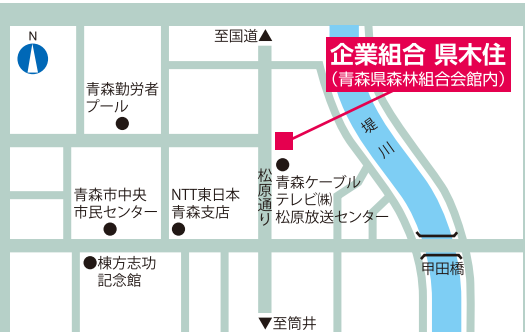 N
至国道▲
企業組合 県木住
(青森県森林組合会館内)
青森勤労者
プール
堤川
松原通り
青森ケーブル
テレビ㈱
松原放送センター
青森市中央
市民センター
NTT東日本
青森支店
棟方志功
記念館
甲田橋
▼至筒井